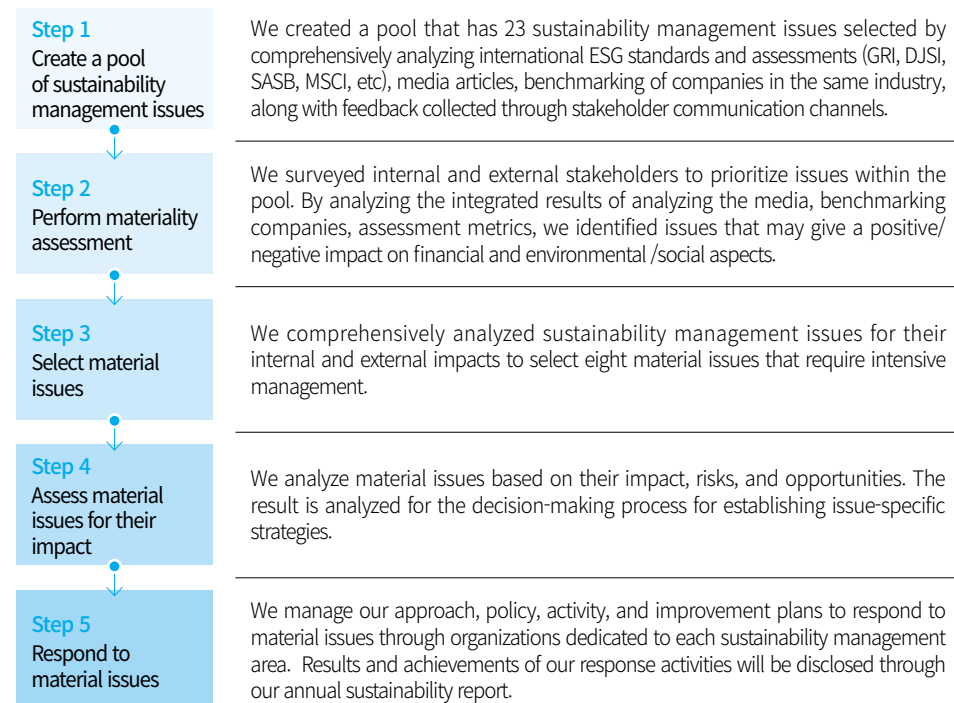 Step 1
Create a pool
of sustainability
management issues
We created a pool that has 23 sustainability management issues selected by
comprehensively analyzing international ESG standards and assessments (GRI, DJSI,
SASB, MSCI, etc), media articles, benchmarking of companies in the same industry,
along with feedback collected through stakeholder communication channels.
Step 2
Perform materiality
assessment
We surveyed internal and external stakeholders to prioritize issues within the
pool. By analyzing the integrated results of analyzing the media, benchmarking
companies, assessment metrics, we identified issues that may give a positive/
negative impact on financial and environmental /social aspects.
Step 3
Select material
issues
We comprehensively analyzed sustainability management issues for their
internal and external impacts to select eight material issues that require intensive
management.
Step 4
Assess material
issues for their
impact
We analyze material issues based on their impact, risks, and opportunities. The
result is analyzed for the decision-making process for establishing issue-specific
strategies.
Step 5
Respond to
material issues
We manage our approach, policy, activity, and improvement plans to respond to
material issues through organizations dedicated to each sustainability management
area. Results and achievements of our response activities will be disclosed through
our annual sustainability report.